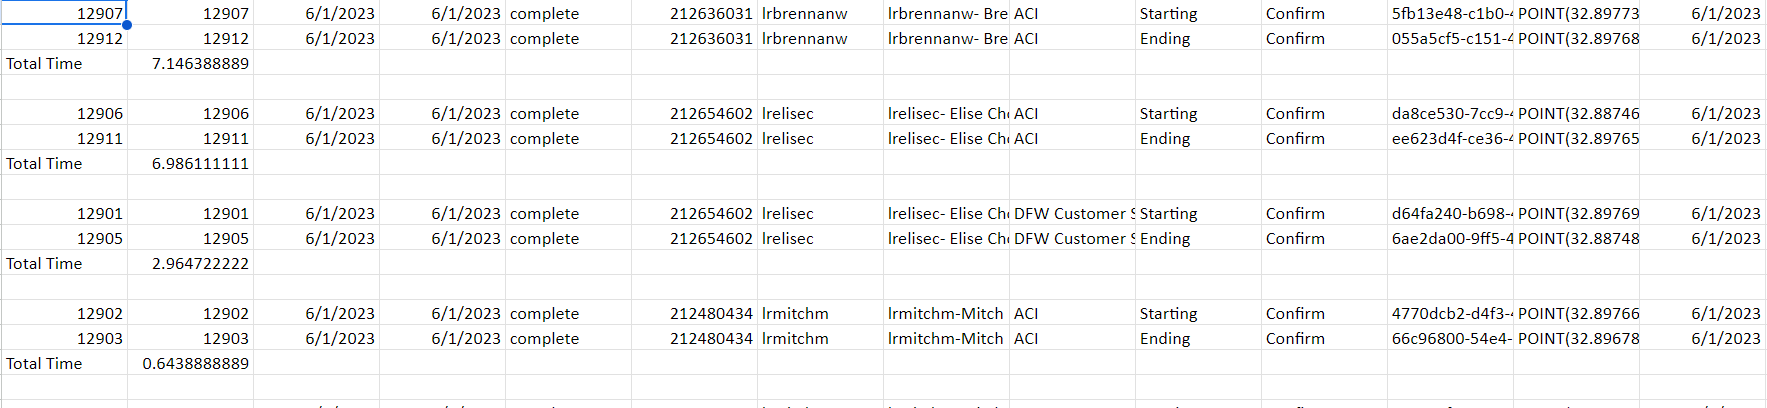 12907 12907 6/1/2023 6/1/2023 complete 212636031 lrbrennanw lrbrennanw- Bre ACI Starting Confirm 5fb13e48-c1b0-4 POINT(32.89773 6/1/2023
12912 12912 6/1/2023 6/1/2023 complete 212636031 lrbrennanw lrbrennanw- Bre ACI Ending Confirm 055a5cf5-c151-4 POINT(32.89768 6/1/2023
Total Time 7.146388889
12906 12906 6/1/2023 6/1/2023 complete 212654602 lrelisec lrelisec- Elise Cho ACI Starting Confirm da8ce530-7cc9-4 POINT(32.88746 6/1/2023
12911 12911 6/1/2023 6/1/2023 complete 212654602 lrelisec lrelisec- Elise Cho ACI Ending Confirm ee623d4f-ce36-4 POINT(32.89765 6/1/2023
Total Time 6.986111111
12901 12901 6/1/2023 6/1/2023 complete 212654602 lrelisec lrelisec- Elise Cho DFW Customer S Starting Confirm d64fa240-b698-4 POINT(32.89769 6/1/2023
12905 12905 6/1/2023 6/1/2023 complete 212654602 lrelisec lrelisec- Elise Cho DFW Customer S Ending Confirm 6ae2da00-9ff5-4 POINT(32.88748 6/1/2023
Total Time 2.964722222
12902 12902 6/1/2023 6/1/2023 complete 212480434 lrmitchm lrmitchm-Mitch ACI Starting Confirm 4770dcb2-d4f3-4 POINT(32.89766 6/1/2023
12903 12903 6/1/2023 6/1/2023 complete 212480434 lrmitchm lrmitchm-Mitch ACI Ending Confirm 66c96800-54e4- POINT(32.89678 6/1/2023
Total Time 0.6438888889